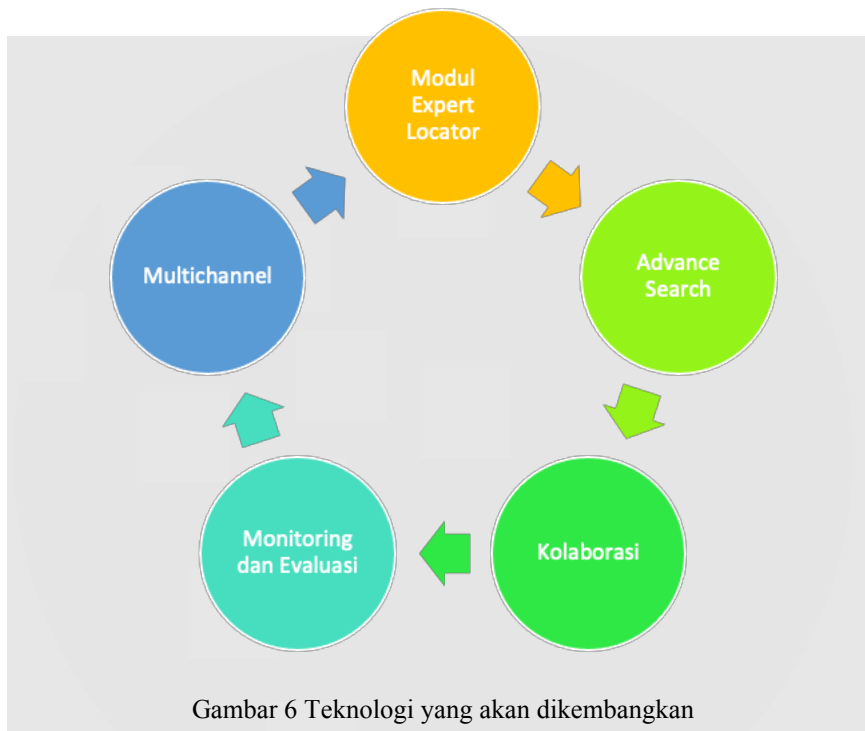 Modul
Expert
Locator
Advance
Search
Kolaborasi
Monitoring
dan Evaluasi
Multichannel
Gambar 6 Teknologi yang akan dikembangkan